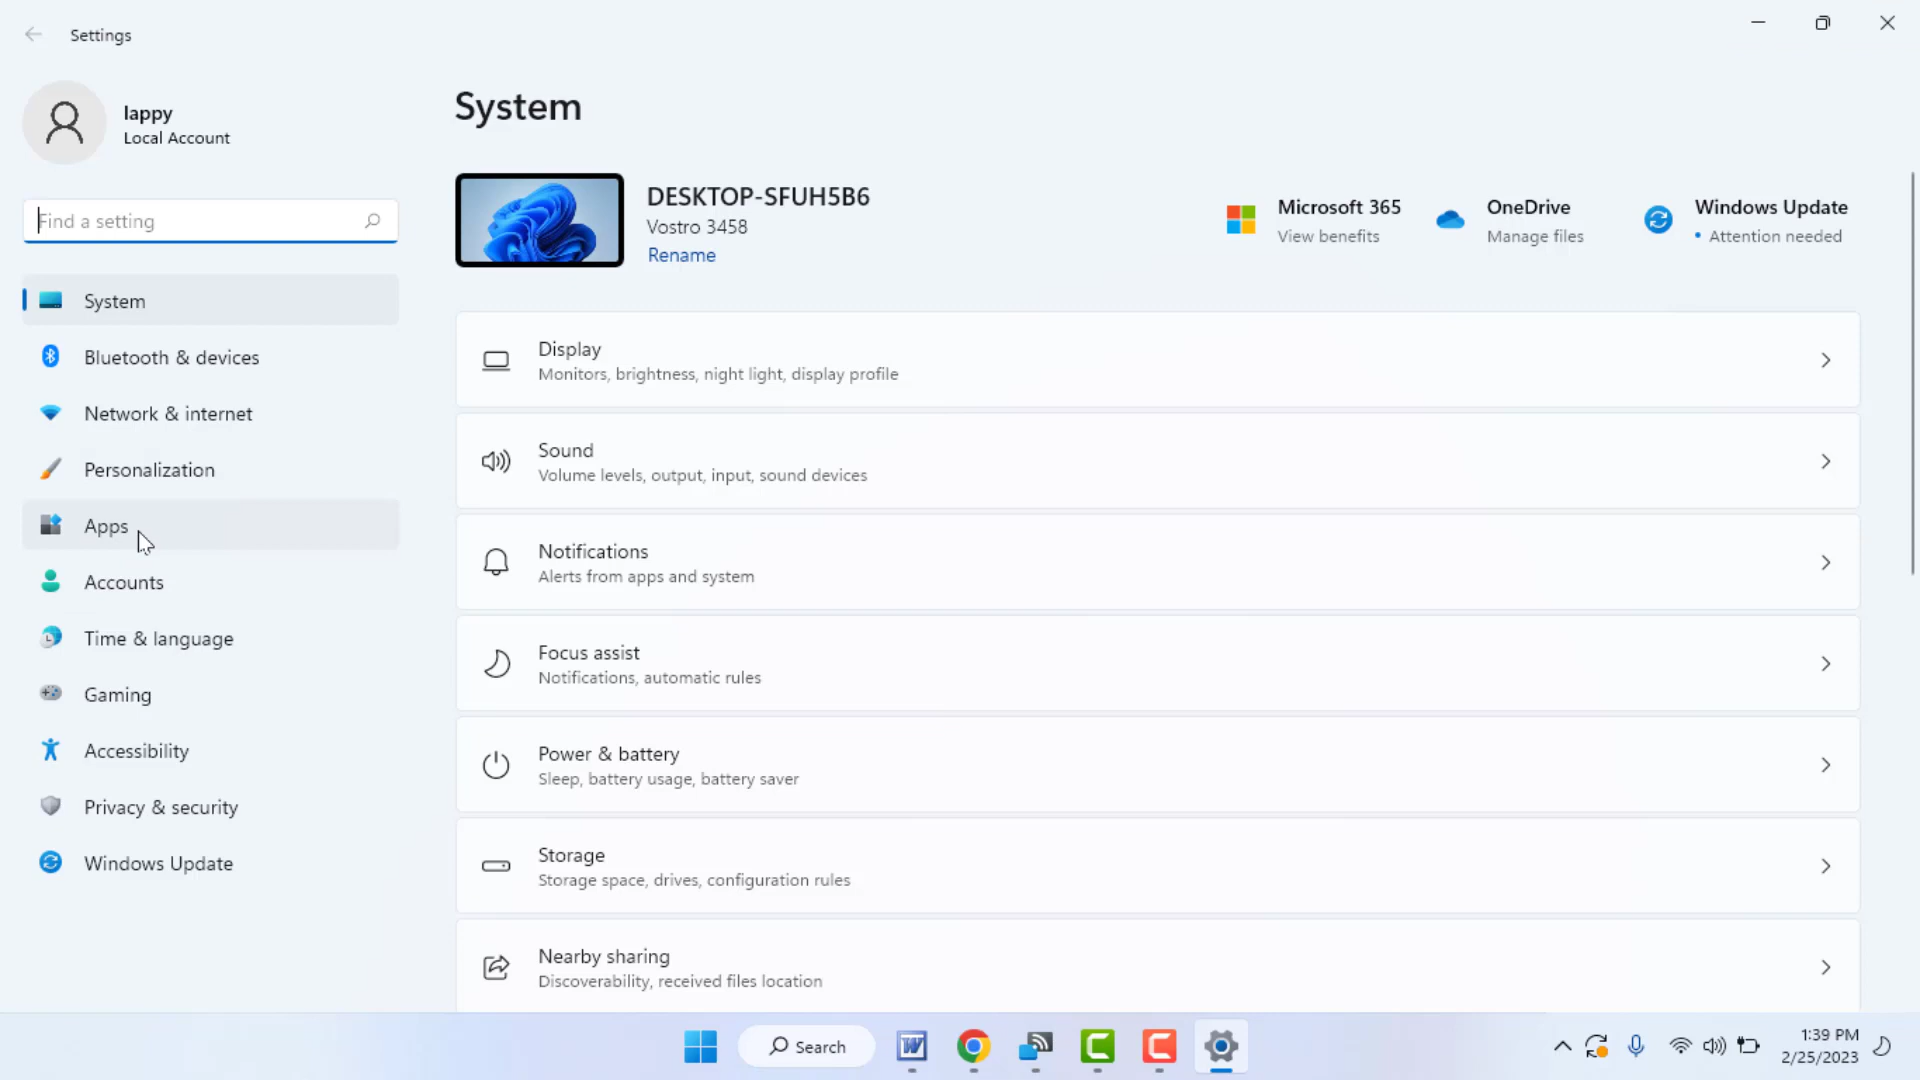 Settings
lappy
Local Account
Find a setting
System
Bluetooth & devices
Network & internet
Personalization
Apps
Accounts
Time & language
Gaming
Accessibility
Privacy & security
Windows Update
System
DESKTOP-SFUH5B6
Vostro 3458
Rename
Microsoft 365
View benefits
OneDrive
Manage files
Windows Update
• Attention needed
Display
Monitors, brightness, night light, display profile
Sound
Volume levels, output, input, sound devices
Notifications
Alerts from apps and system
Focus assist
Notifications, automatic rules
Power & battery
Sleep, battery usage, battery saver
Storage
Storage space, drives, configuration rules
Nearby sharing
Discoverability, received files location
Search
1:39 PM
2/25/2023